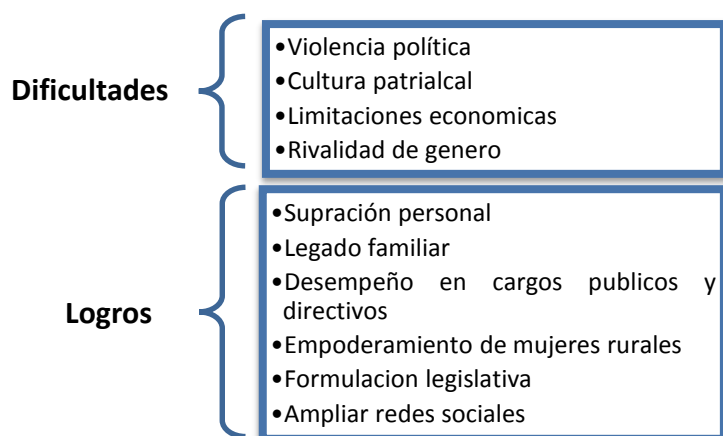 Dificultades
•Violencia política
•Cultura patrialcal
•Limitaciones economicas
•Rivalidad de genero
Logros
•Supración personal
•Legado familiar
•Desempeño en cargos publicos y
directivos
•Empoderamiento de mujeres rurales
•Formulacion legislativa
•Ampliar redes sociales